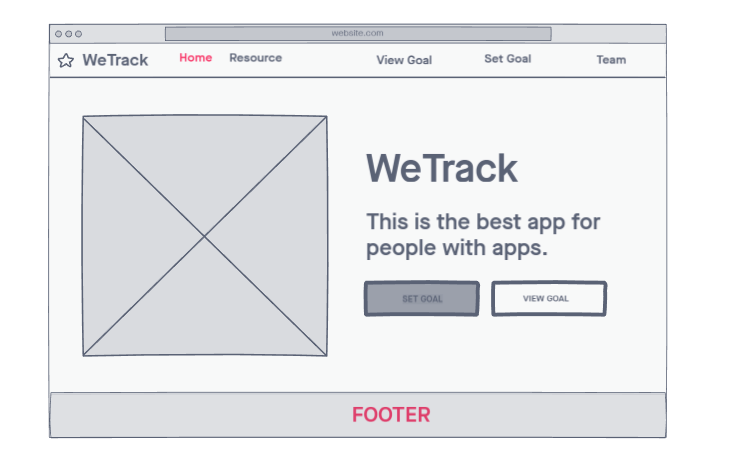 website.com
WeTrack Home Resource View Goal Set Goal Team
WeTrack
This is the best app for
people with apps.
SET GOAL VIEW GOAL
FOOTER